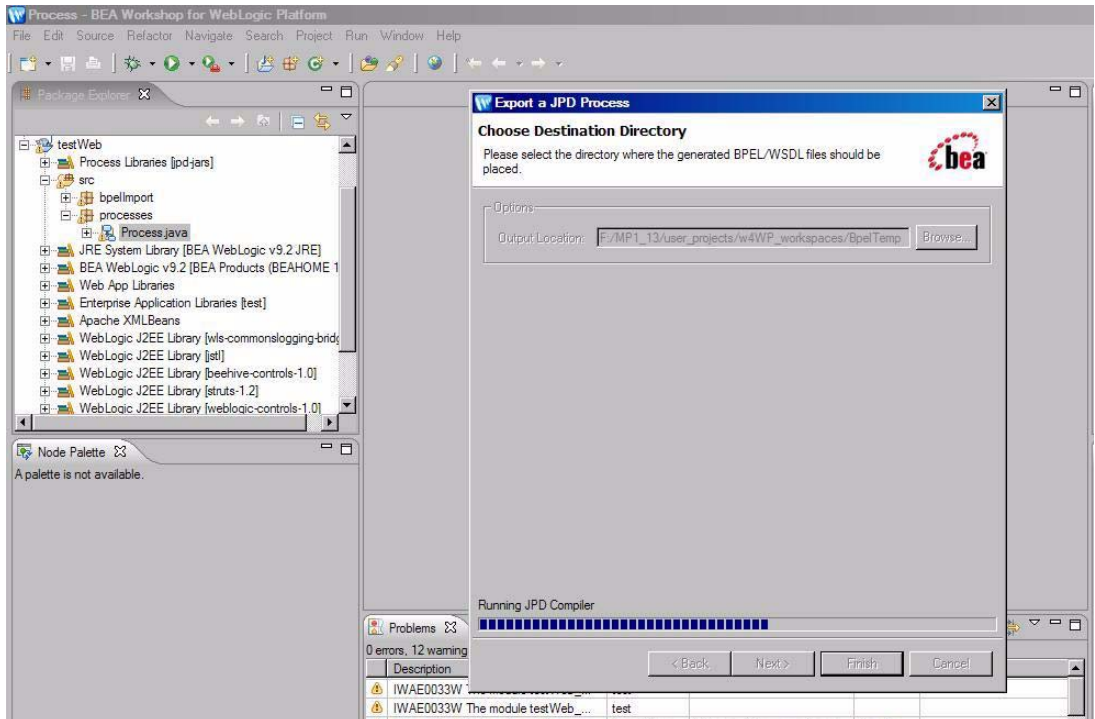 Process - BEA Workshop for WebLogic Platform
File Edit Source Refactor Navigate Search Project Run Window Help
Package Explorer
testWeb
Process Libraries [jpd-jars]
src
bpelImport
processes
Process.java
JRE System Library [BEA WebLogic v9.2 JRE]
BEA WebLogic v9.2 [BEA Products (BEAHOME 1
Web App Libraries
Enterprise Application Libraries [test]
Apache XMLBeans
WebLogic J2EE Library [wls-commonslogging-bridg
WebLogic J2EE Library [jstl]
WebLogic J2EE Library [beehive-controls-1.0]
WebLogic J2EE Library [struts-1.2]
WebLogic J2EE Library [weblogic-controls-1.0]
Node Palette
A palette is not available.
Export a JPD Process
Choose Destination Directory
Please select the directory where the generated BPEL/WSDL files should be
placed.
bea
Options
Output Location: F:/MP1_13/user_projects/w4WP_workspaces/BpelTemp Browse...
Running JPD Compiler
< Back Next > Finish Cancel
Problems
0 errors, 12 warning
Description
IWAE0033W
IWAE0033W The module testWeb_... test